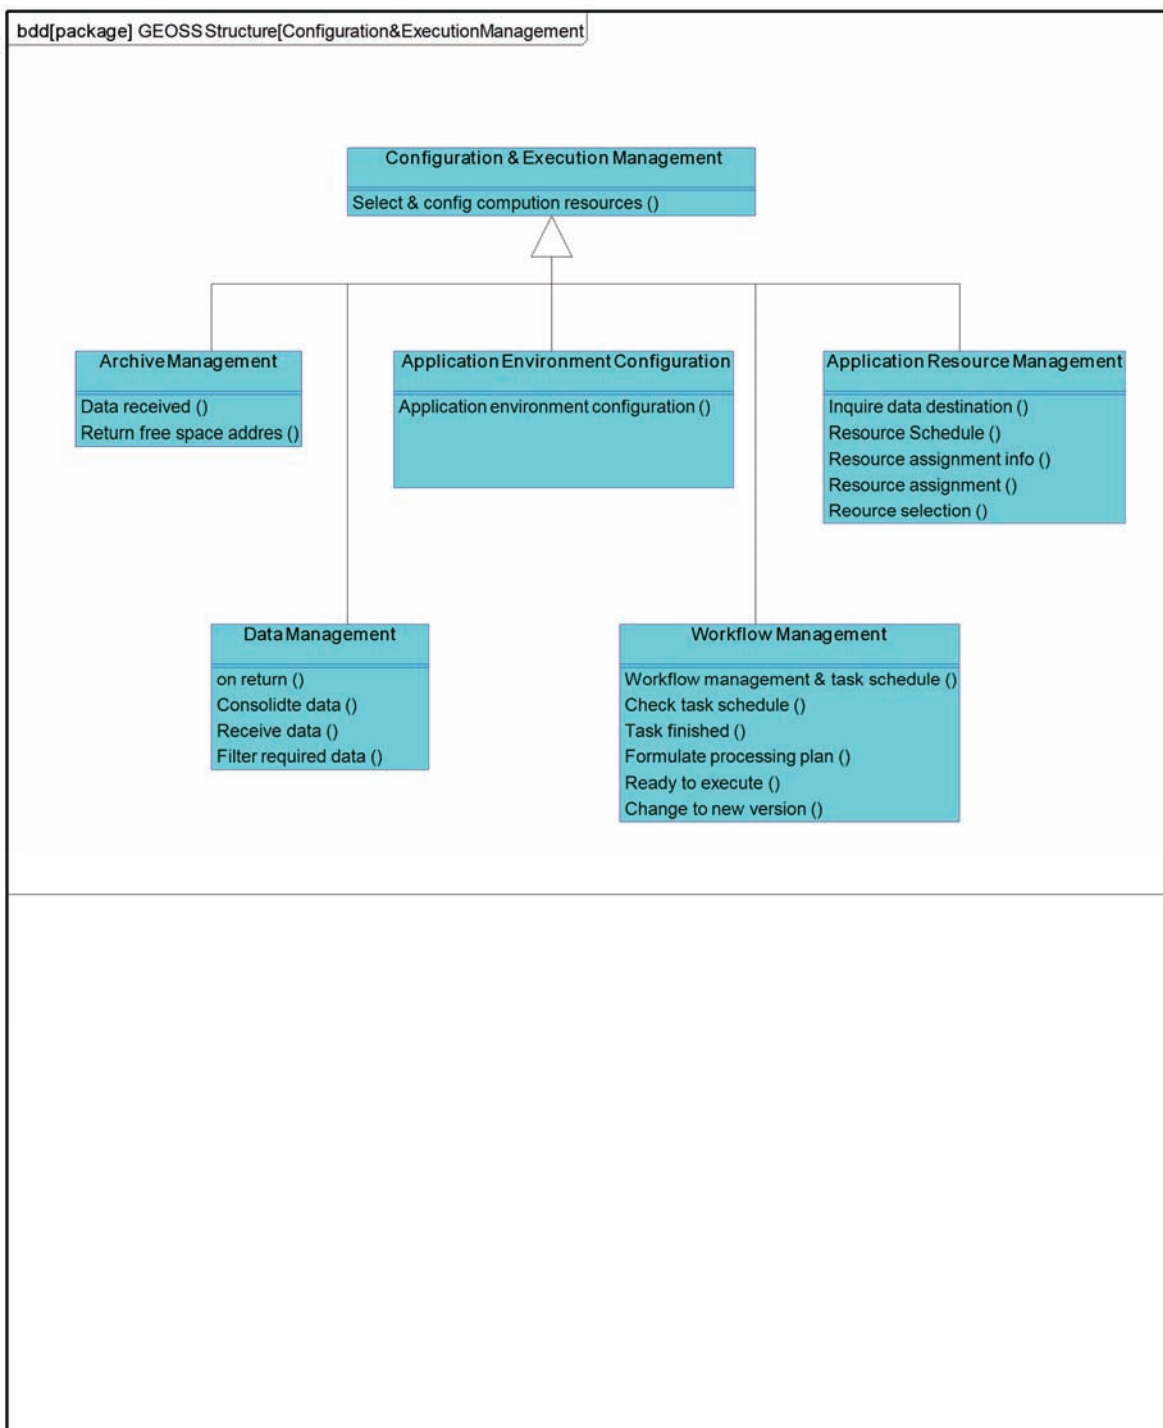 bdd[package] GEOSS Structure[Configuration&ExecutionManagement
Configuration & Execution Management
Select & config compution resources ()
Archive Management
Data received ()
Return free space addres ()
Application Environment Configuration
Application environment configuration ()
Application Resource Management
Inquire data destination ()
Resource Schedule ()
Resource assignment info ()
Resource assignment ()
Reource selection ()
Data Management
on return ()
Consolidte data ()
Receive data ()
Filter required data ()
Workflow Management
Workflow management & task schedule ()
Check task schedule ()
Task finished ()
Formulate processing plan ()
Ready to execute ()
Change to new version ()